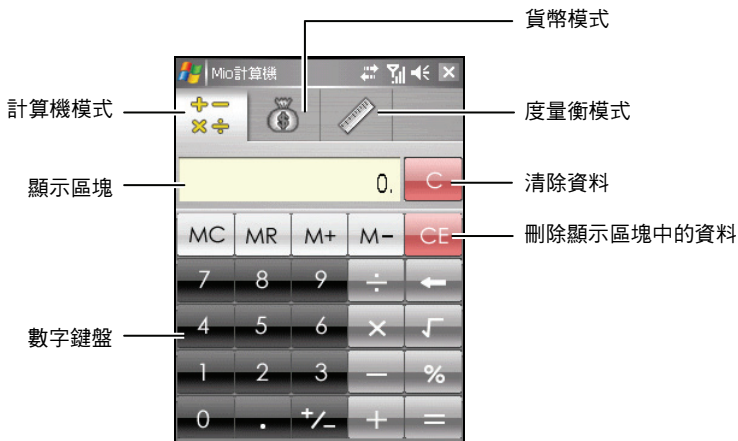 貨幣模式
Mio計算機
計算機模式
度量衡模式
顯示區塊
0.
C
清除資料
MC MR M+ M− CE
刪除顯示區塊中的資料
7 8 9 ÷ ←
4 5 6 × √
數字鍵盤
1 2 3 − %
0 . +/− + =